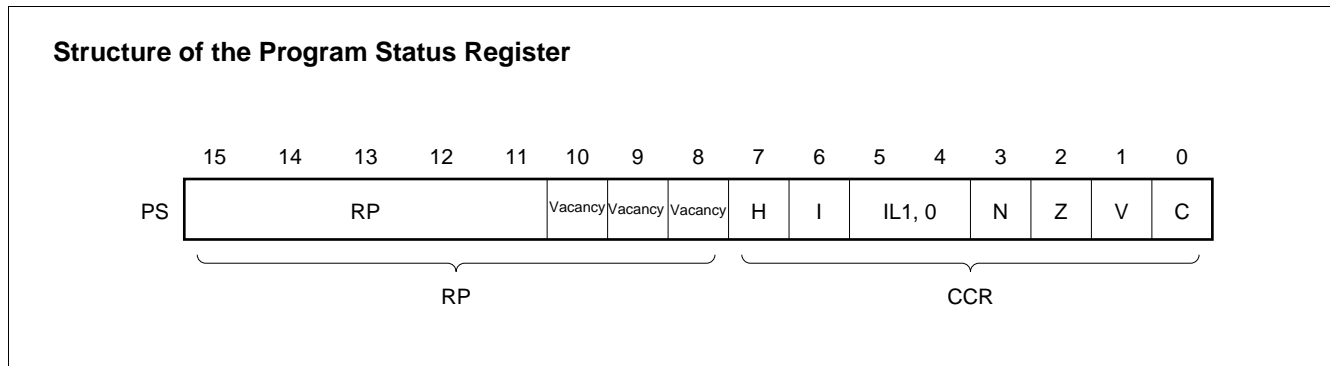 Structure of the Program Status Register
15 14 13 12 11 10 9 8 7 6 5 4 3 2 1 0
PS RP Vacancy Vacancy Vacancy H I IL1, 0 N Z V C
RP CCR